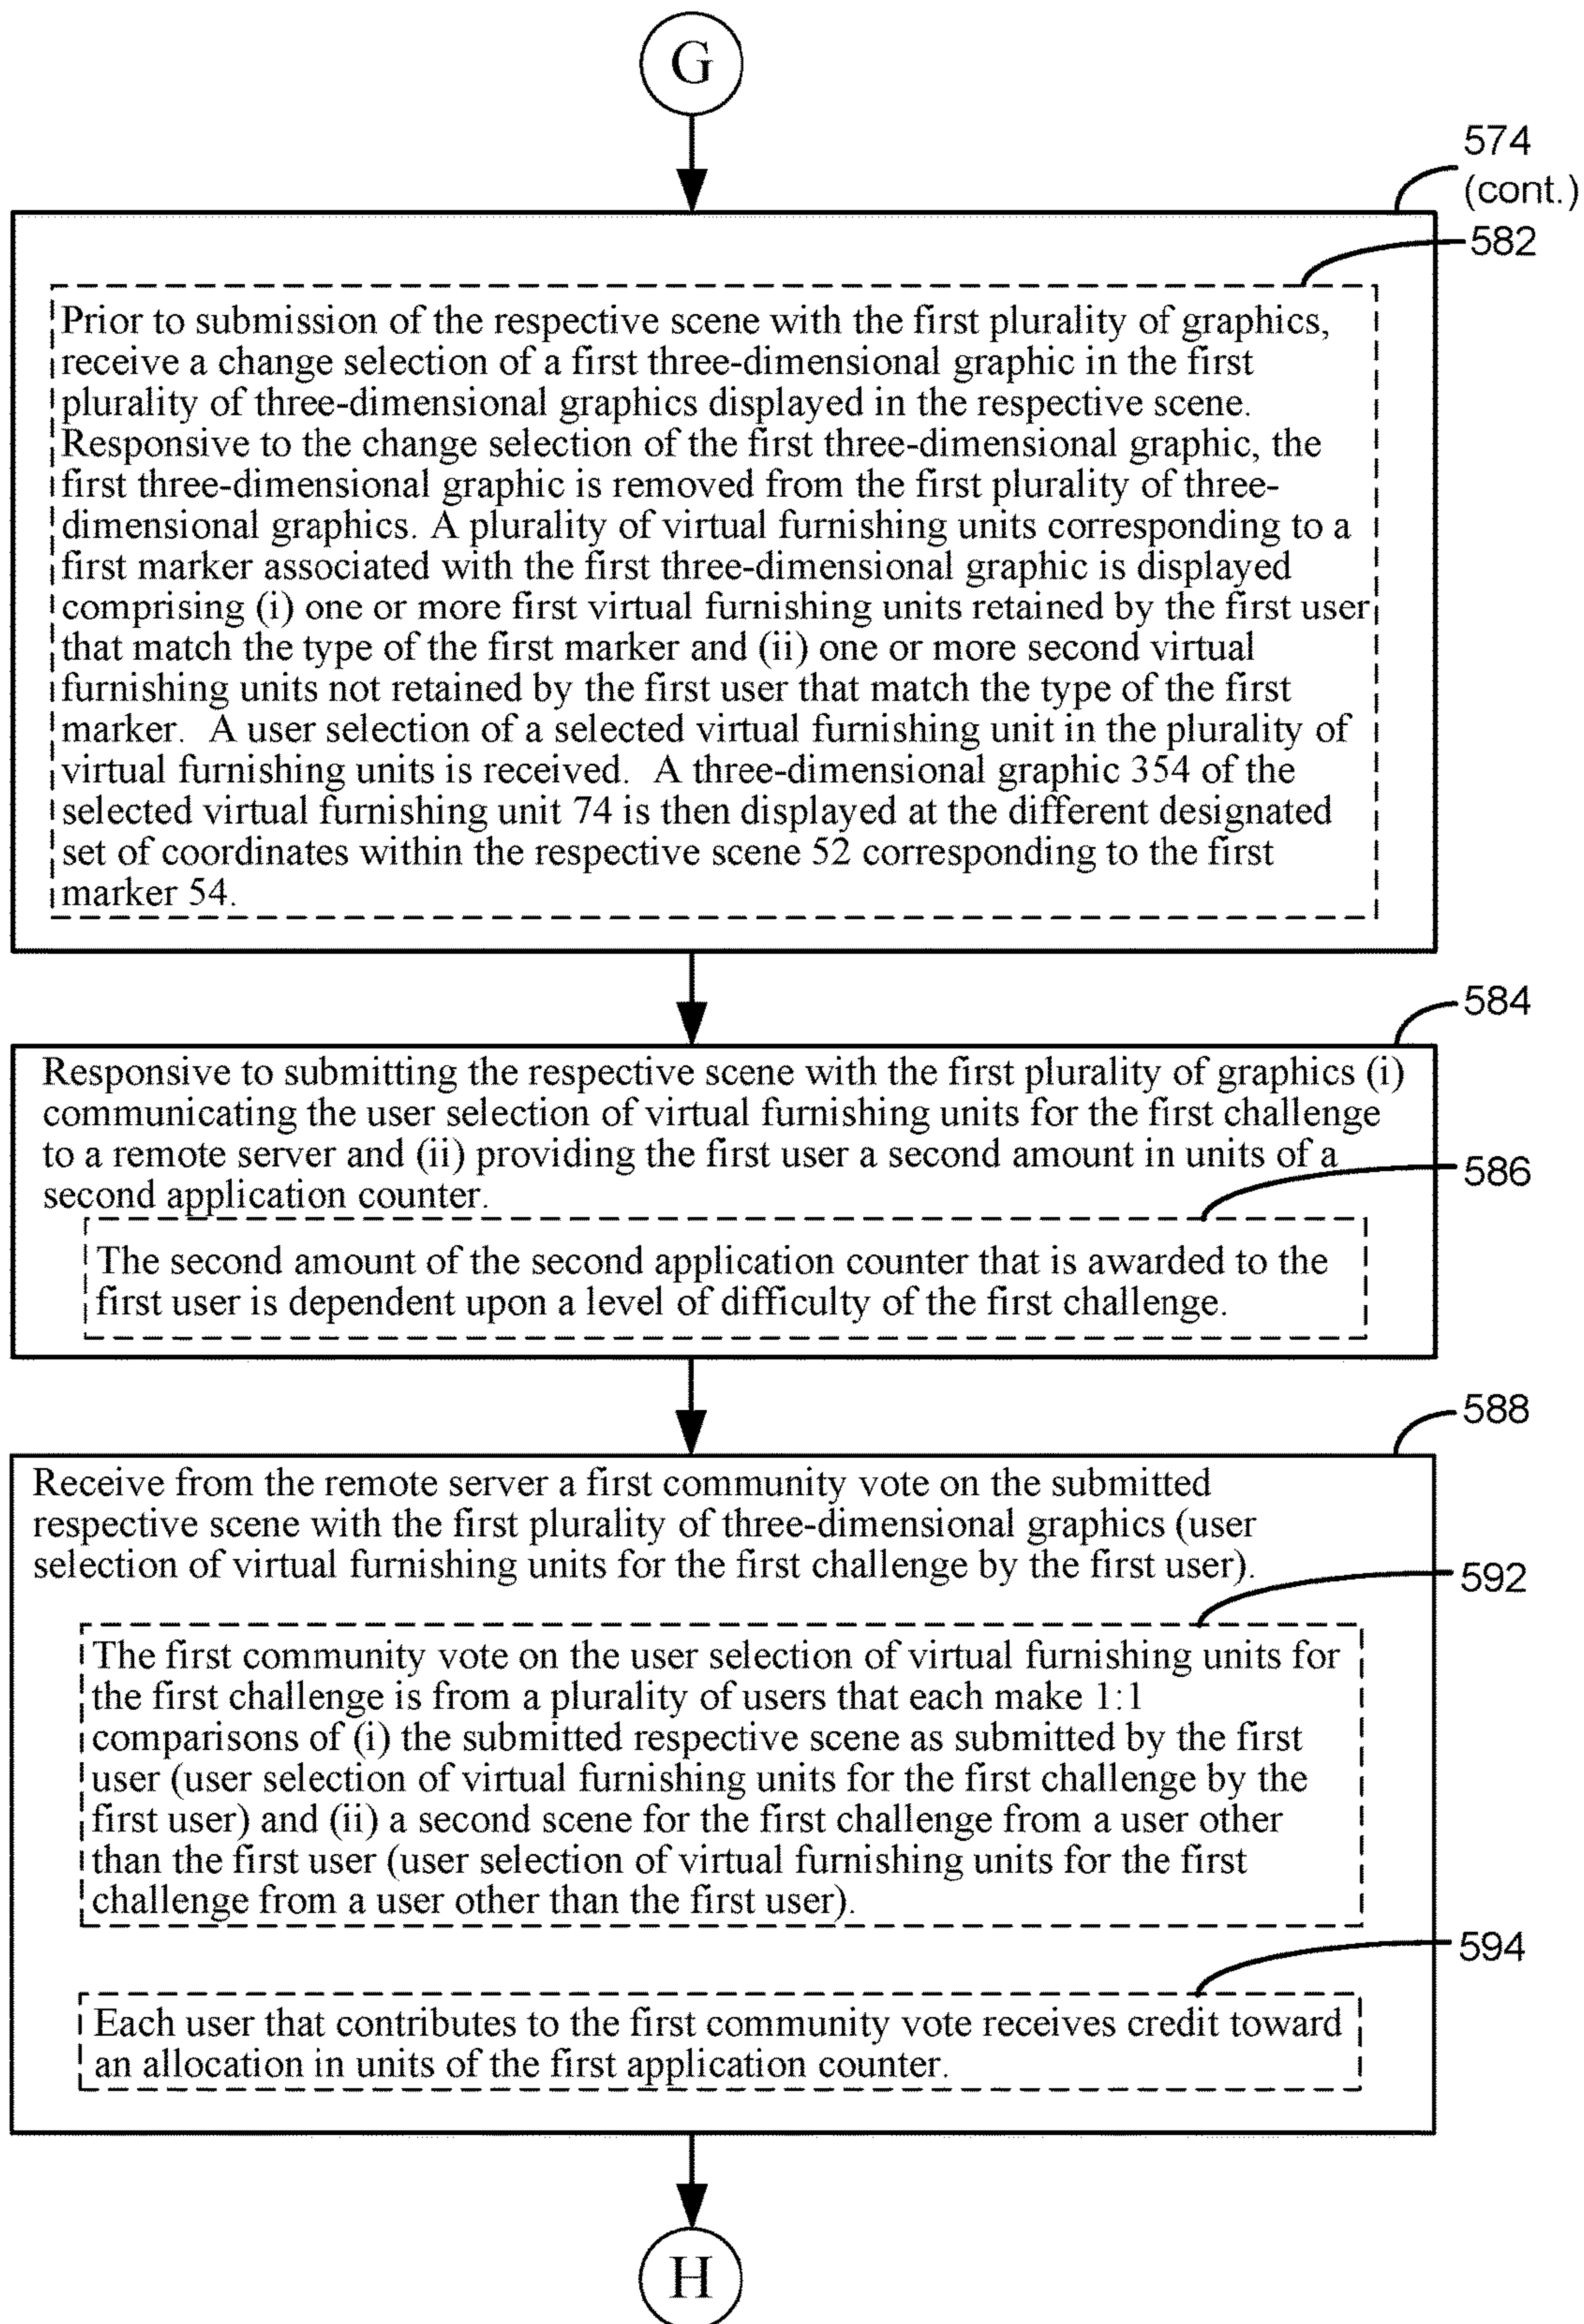 G
574
(cont.)
582
Prior to submission of the respective scene with the first plurality of graphics,
receive a change selection of a first three-dimensional graphic in the first
plurality of three-dimensional graphics displayed in the respective scene.
Responsive to the change selection of the first three-dimensional graphic, the
first three-dimensional graphic is removed from the first plurality of three-
dimensional graphics. A plurality of virtual furnishing units corresponding to a
first marker associated with the first three-dimensional graphic is displayed
comprising (i) one or more first virtual furnishing units retained by the first user
that match the type of the first marker and (ii) one or more second virtual
furnishing units not retained by the first user that match the type of the first
marker. A user selection of a selected virtual furnishing unit in the plurality of
virtual furnishing units is received. A three-dimensional graphic 354 of the
selected virtual furnishing unit 74 is then displayed at the different designated
set of coordinates within the respective scene 52 corresponding to the first
marker 54.
584
Responsive to submitting the respective scene with the first plurality of graphics (i)
communicating the user selection of virtual furnishing units for the first challenge
to a remote server and (ii) providing the first user a second amount in units of a
second application counter.
586
The second amount of the second application counter that is awarded to the
first user is dependent upon a level of difficulty of the first challenge.
588
Receive from the remote server a first community vote on the submitted
respective scene with the first plurality of three-dimensional graphics (user
selection of virtual furnishing units for the first challenge by the first user).
592
The first community vote on the user selection of virtual furnishing units for
the first challenge is from a plurality of users that each make 1:1
comparisons of (i) the submitted respective scene as submitted by the first
user (user selection of virtual furnishing units for the first challenge by the
first user) and (ii) a second scene for the first challenge from a user other
than the first user (user selection of virtual furnishing units for the first
challenge from a user other than the first user).
594
Each user that contributes to the first community vote receives credit toward
an allocation in units of the first application counter.
H